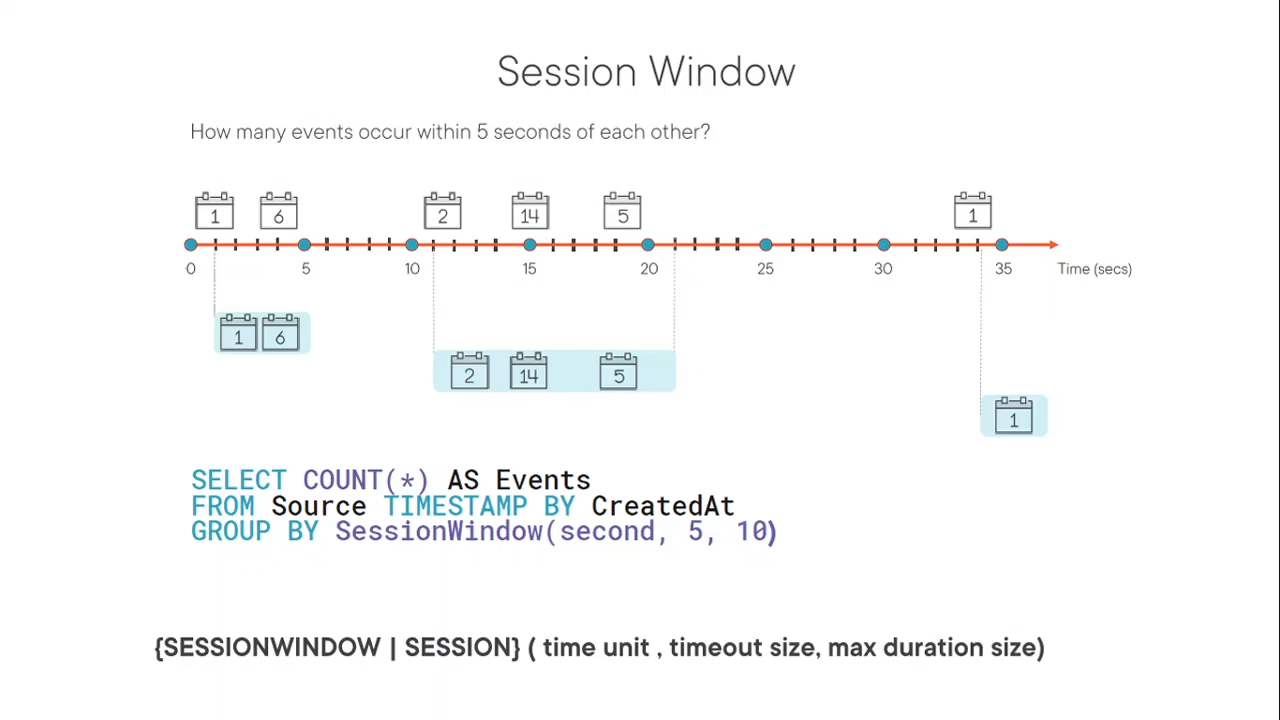 Session Window
How many events occur within 5 seconds of each other?
1 6 2 14 5 1
0 5 10 15 20 25 30 35 Time (secs)
1 6
2 14 5
1
SELECT COUNT(*) AS Events
FROM Source TIMESTAMP BY CreatedAt
GROUP BY SessionWindow(second, 5, 10)
{SESSIONWINDOW | SESSION} ( time unit , timeout size, max duration size)